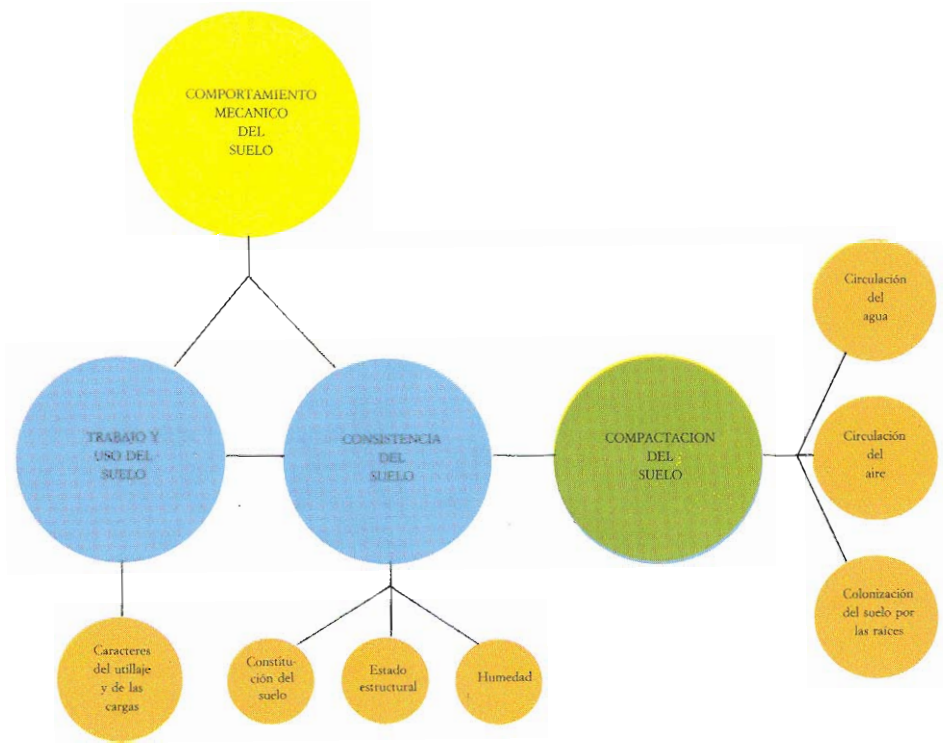 COMPORTAMIENTO
MECANICO
DEL
SUELO
TRABAJO Y
USO DEL
SUELO
CONSISTENCIA
DEL
SUELO
COMPACTACION
DEL
SUELO
Circulación
del
agua
Circulación
del
aire
Colonización
del suelo por
las raíces
Caracteres
del utillaje
y de las
cargas
Constitu-
ción del
suelo
Estado
estructural
Humedad